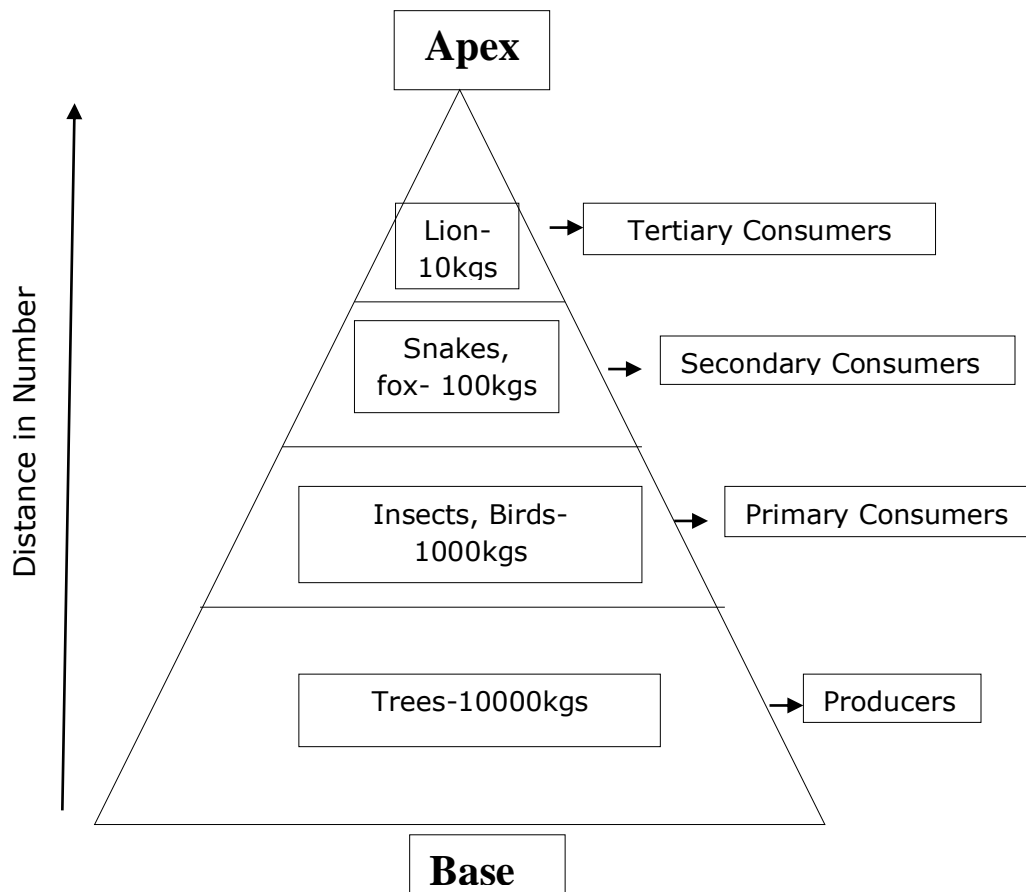 Apex
Lion-
10kgs
Tertiary Consumers
Snakes,
fox- 100kgs
Secondary Consumers
Insects, Birds-
1000kgs
Primary Consumers
Trees-10000kgs
Producers
Base
Distance in Number